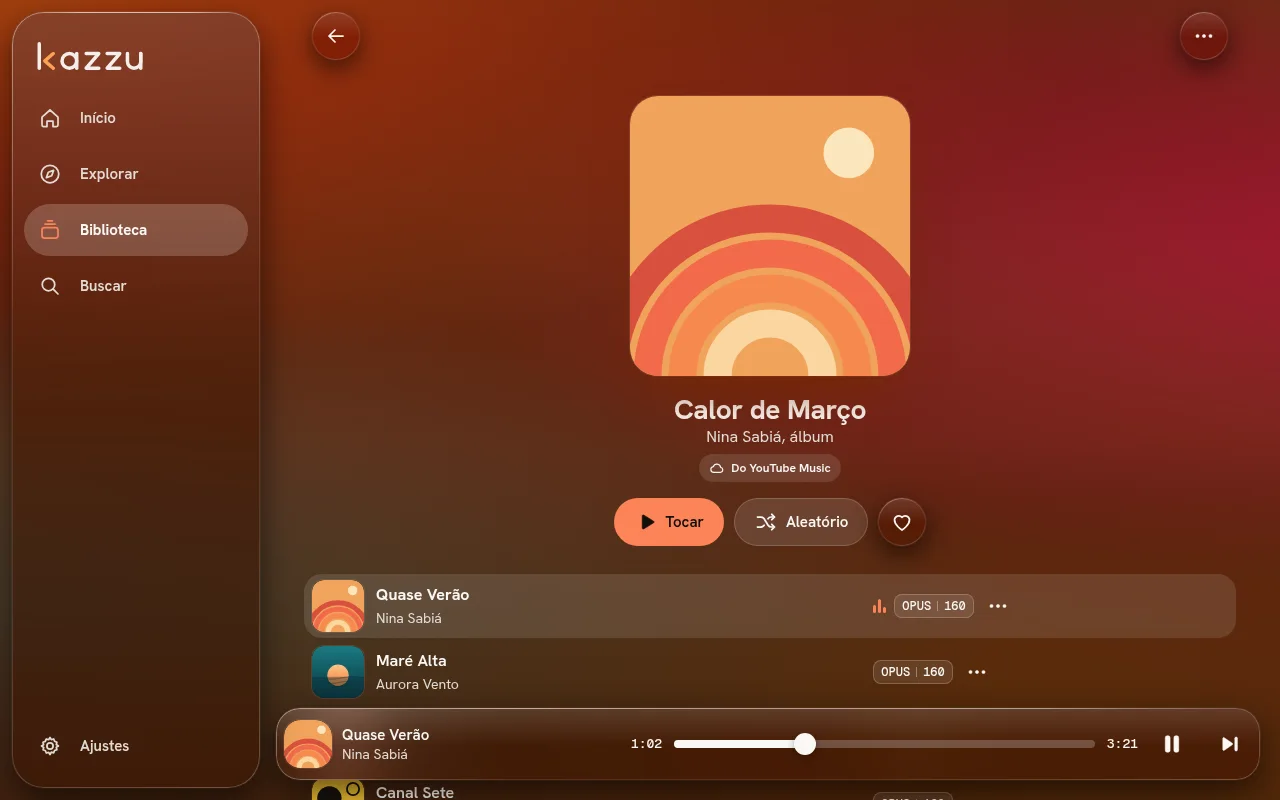 kazzu
Início
Explorar
Biblioteca
Buscar
Ajustes
Calor de Março
Nina Sabiá, álbum
Do YouTube Music
Tocar
Aleatório
Quase Verão
Nina Sabiá
OPUS | 160
Maré Alta
Aurora Vento
OPUS | 160
Quase Verão
Nina Sabiá
1:02
3:21
Canal Sete